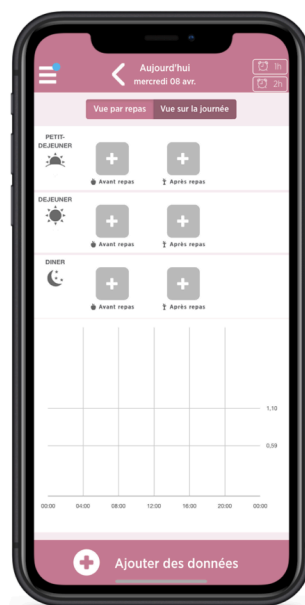 Aujourd'hui
mercredi 08 avr.
1h
2h
Vue par repas
Vue sur la journée
PETIT-
DEJEUNER
Avant repas
Après repas
DEJEUNER
Avant repas
Après repas
DINER
Avant repas
Après repas
1,10
0,59
00:00 04:00 08:00 12:00 16:00 20:00 00:00
Ajouter des données